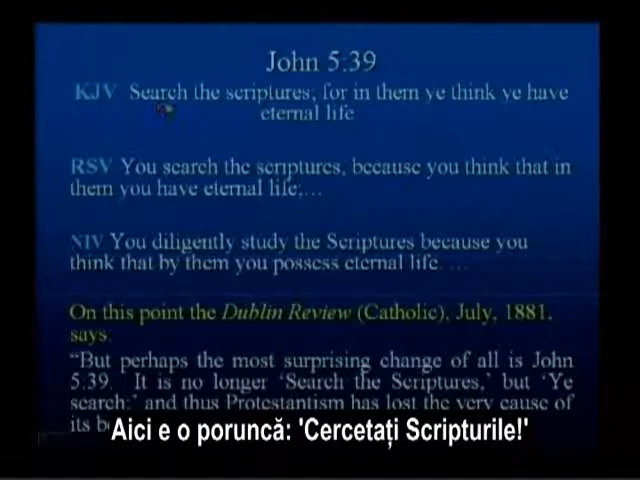 John 5:39
KJV Search the scriptures; for in them ye think ye have
eternal life
RSV You search the scriptures, because you think that in
them you have eternal life;...
NIV You diligently study the Scriptures because you
think that by them you possess eternal life. ...
On this point the Dublin Review (Catholic), July, 1881,
says:
“But perhaps the most surprising change of all is John
5.39. It is no longer ‘Search the Scriptures,’ but ‘Ye
search;’ and thus Protestantism has lost the very cause of
its
Aici e o poruncă: 'Cercetați Scripturile!'